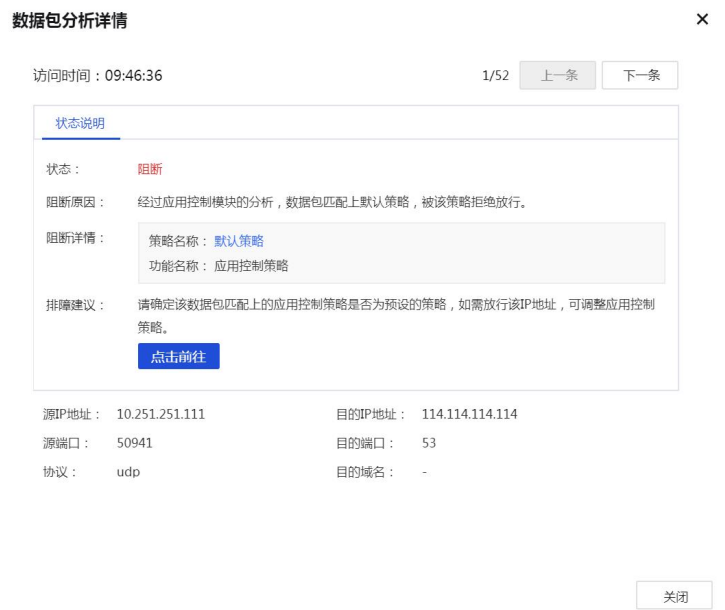 数据包分析详情 ×
访问时间：09:46:36 1/52 上一条 下一条
状态说明
状态： 阻断
阻断原因： 经过应用控制模块的分析，数据包匹配上默认策略，被该策略拒绝放行。
阻断详情： 策略名称： 默认策略
功能名称： 应用控制策略
排障建议： 请确定该数据包匹配上的应用控制策略是否为预设的策略，如需放行该IP地址，可调整应用控制
策略。
点击前往
源IP地址： 10.251.251.111 目的IP地址： 114.114.114.114
源端口： 50941 目的端口： 53
协议： udp 目的域名： -
关闭